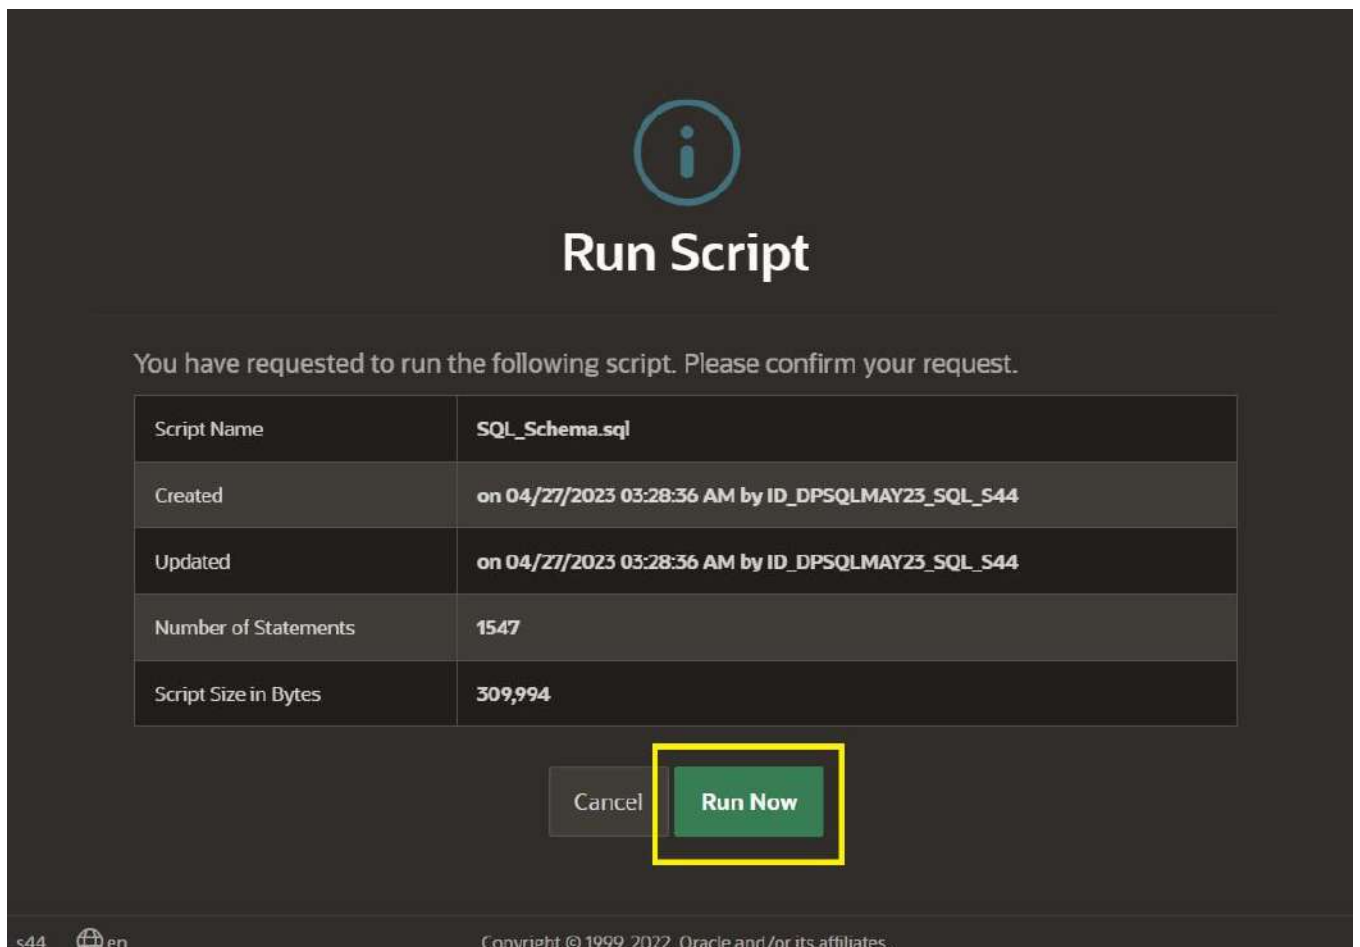 Run Script
You have requested to run the following script. Please confirm your request.
Script Name SQL_Schema.sql
Created on 04/27/2023 03:28:36 AM by ID_DPSQLMAY23_SQL_S44
Updated on 04/27/2023 03:28:36 AM by ID_DPSQLMAY23_SQL_S44
Number of Statements 1547
Script Size in Bytes 309,994
Cancel Run Now
s44 en Copyright © 1999, 2022, Oracle and/or its affiliates.